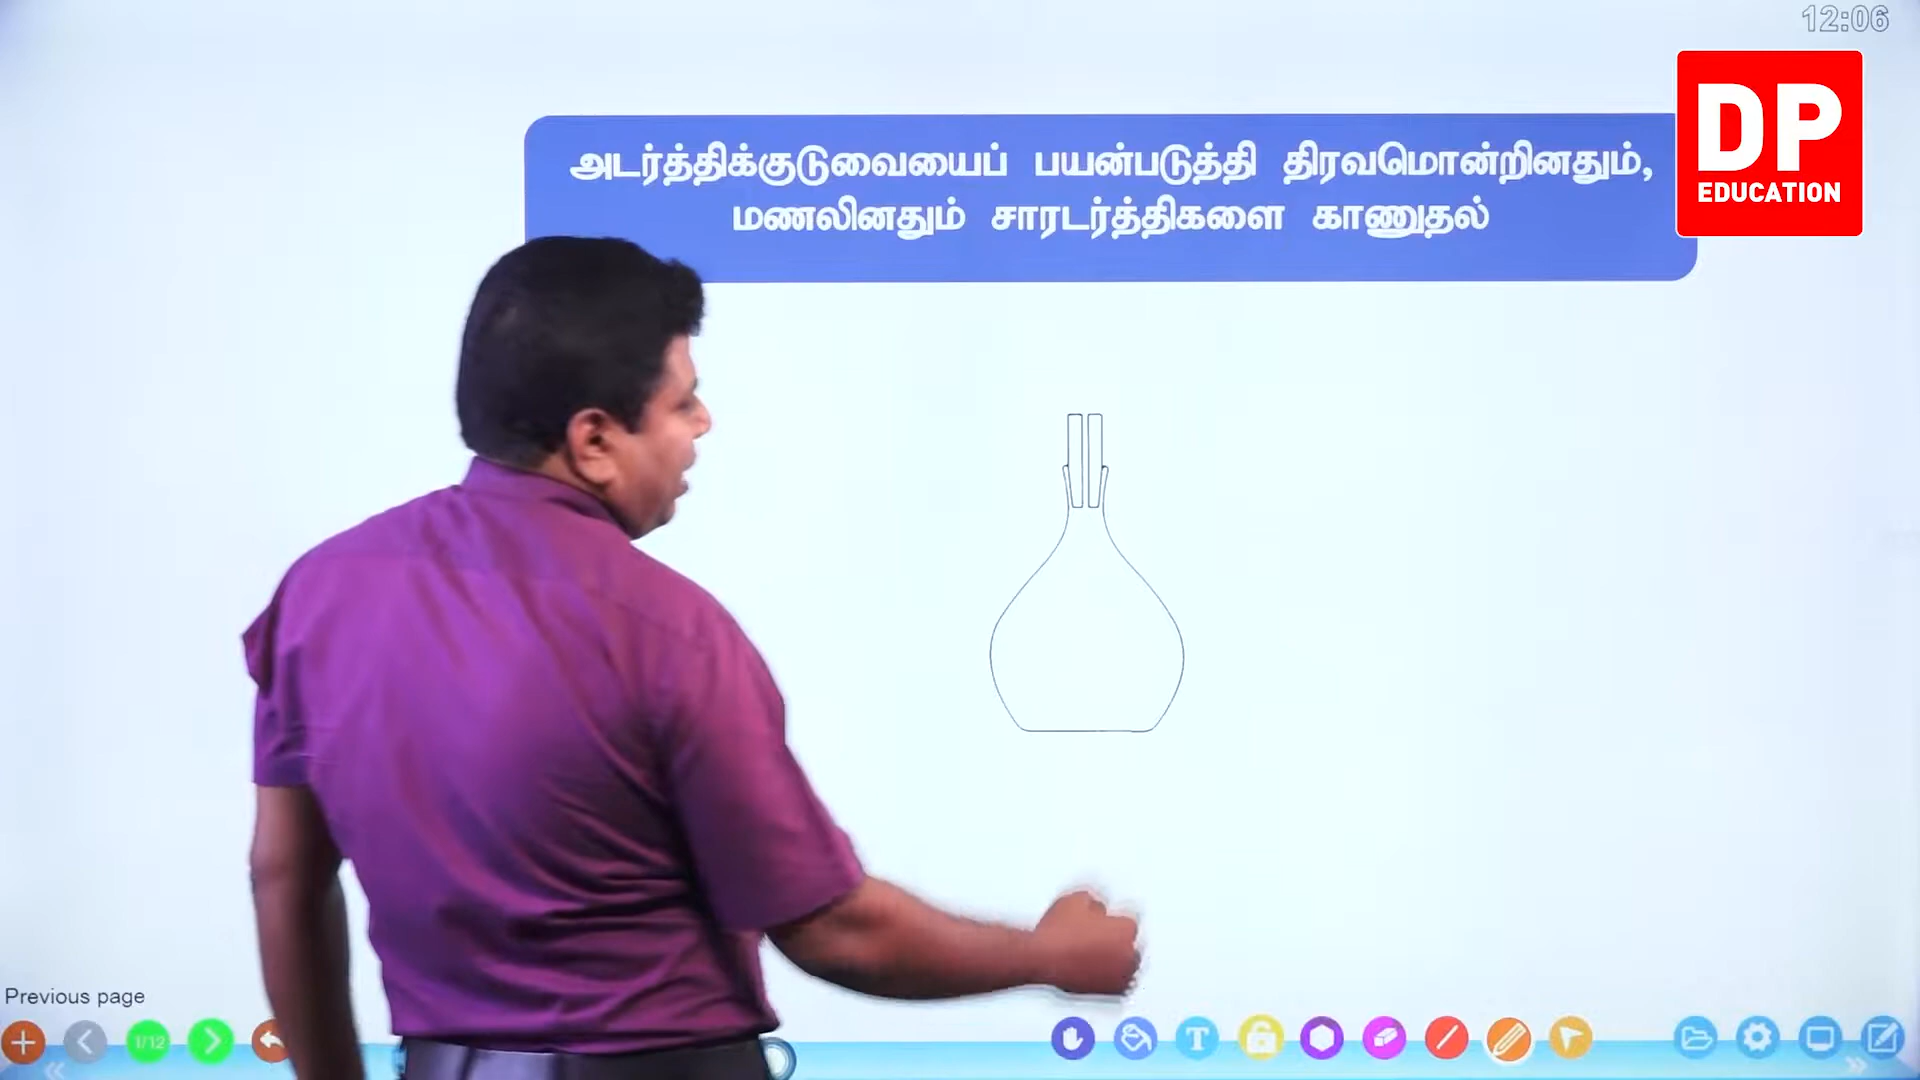 12:06
DP
EDUCATION
அடர்த்திக்குடுவையைப் பயன்படுத்தி திரவமொன்றினதும்,
மணலினதும் சாரடர்த்திகளை காணுதல்
Previous page
1/12
T